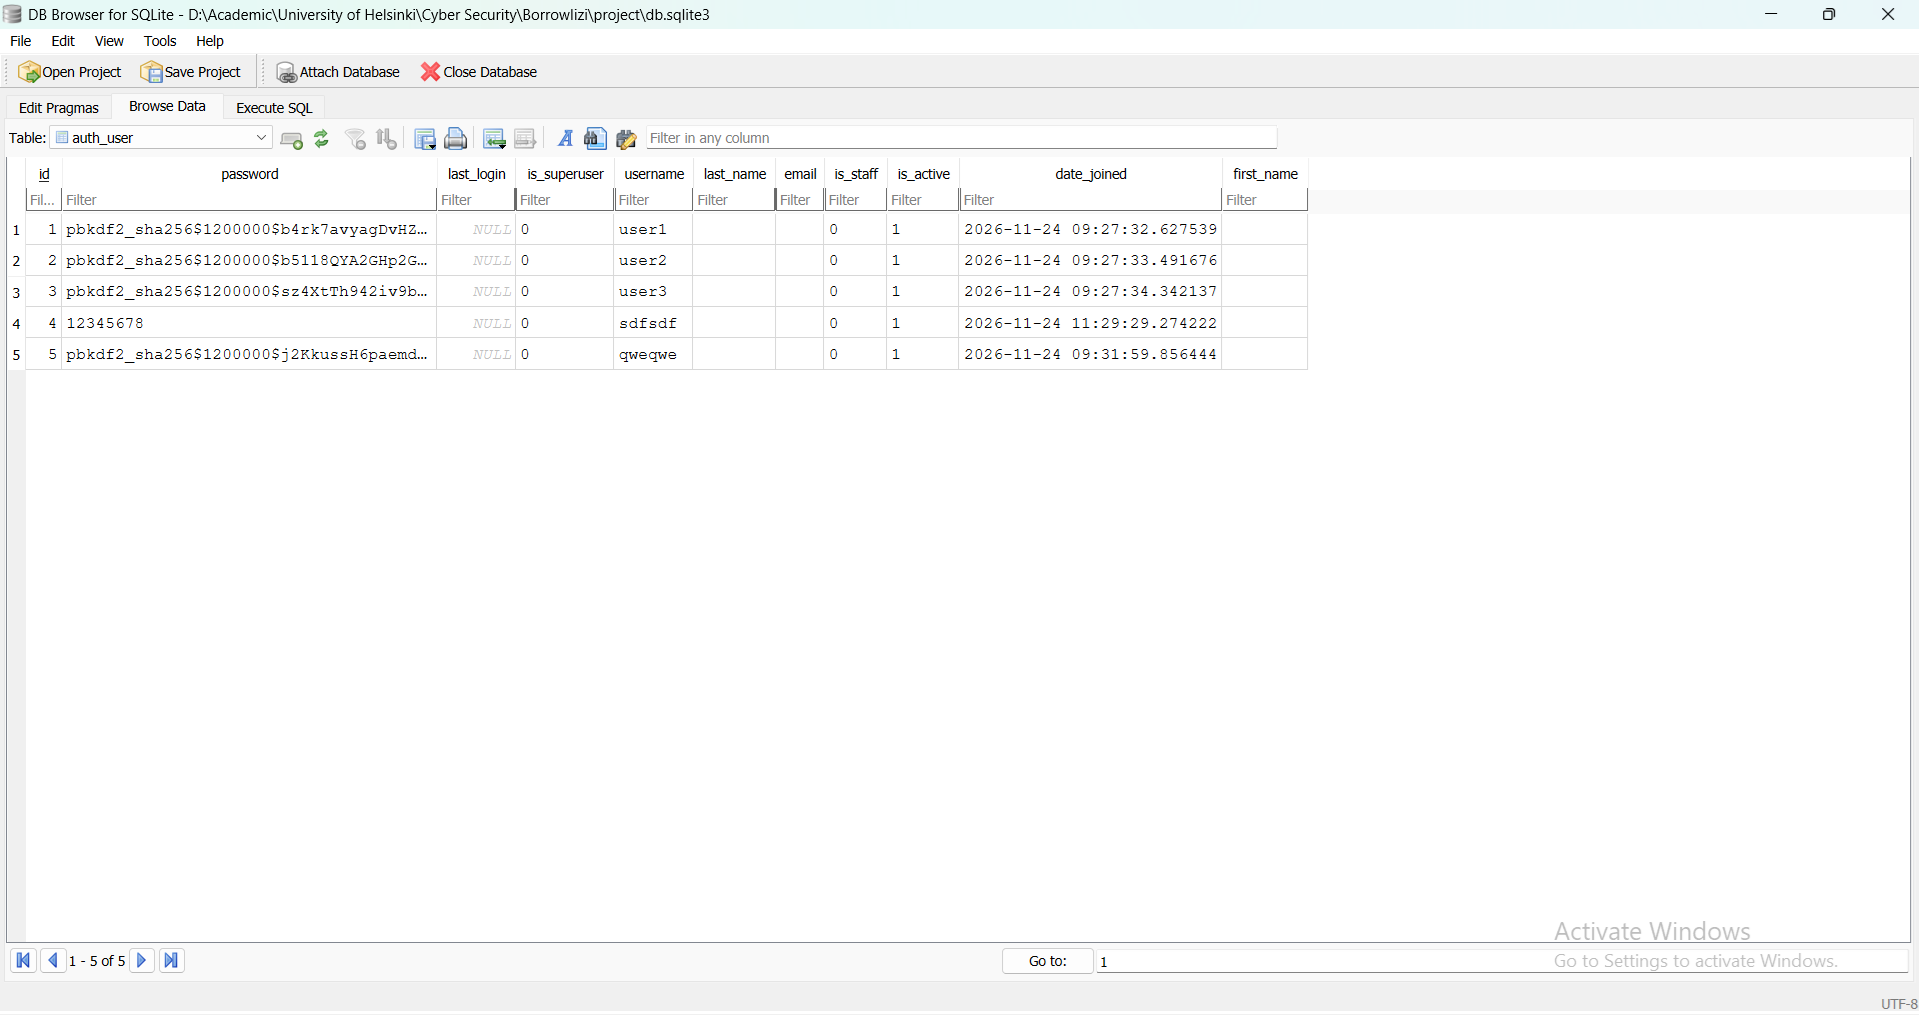 DB Browser for SQLite - D:\Academic\University of Helsinki\Cyber Security\Borrowlizi\project\db.sqlite3
File Edit View Tools Help
Open Project Save Project Attach Database Close Database
Edit Pragmas Browse Data Execute SQL
Table: auth_user Filter in any column
id password last_login is_superuser username last_name email is_staff is_active date_joined first_name
Fil... Filter Filter Filter Filter Filter Filter Filter Filter Filter Filter
1 1 pbkdf2_sha256$1200000$b4rk7avyagDvHZ... NULL 0 user1 0 1 2026-11-24 09:27:32.627539
2 2 pbkdf2_sha256$1200000$b5118QYA2GHp2G... NULL 0 user2 0 1 2026-11-24 09:27:33.491676
3 3 pbkdf2_sha256$1200000$sz4XtTh942iv9b... NULL 0 user3 0 1 2026-11-24 09:27:34.342137
4 4 12345678 NULL 0 sdfsdf 0 1 2026-11-24 11:29:29.274222
5 5 pbkdf2_sha256$1200000$j2KkussH6paemd... NULL 0 qweqwe 0 1 2026-11-24 09:31:59.856444
Activate Windows
1 - 5 of 5 Go to: 1 Go to Settings to activate Windows.
UTF-8